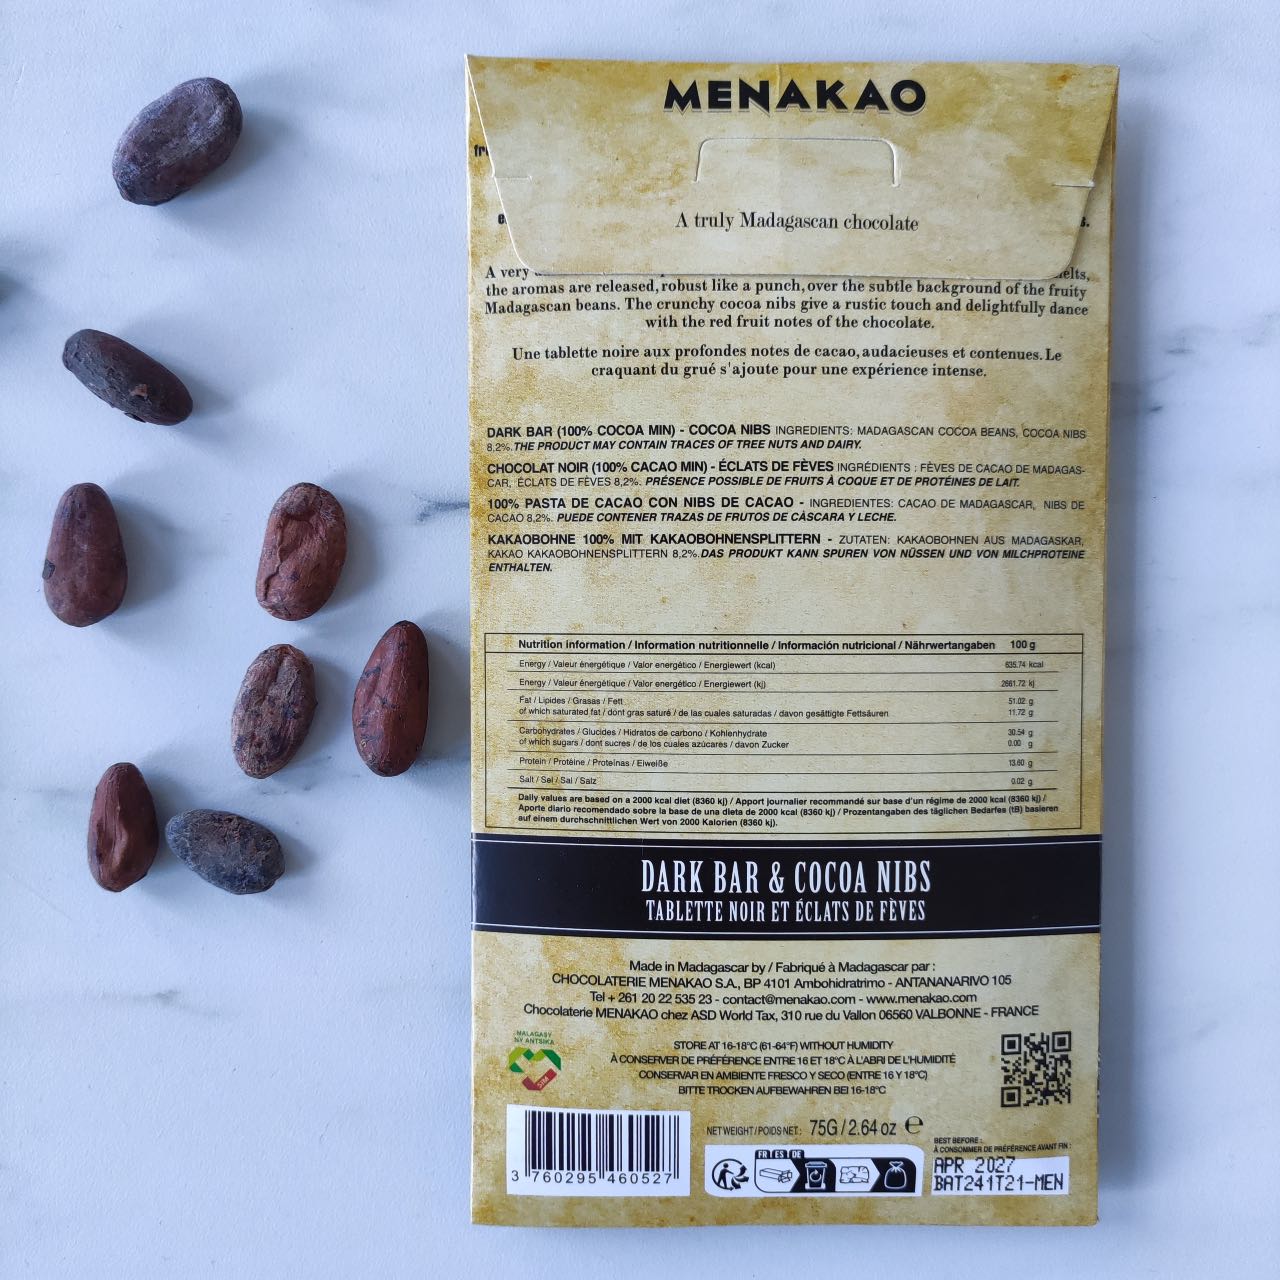 MENAKAO
A truly Madagascan chocolate
A very
melts,
the aromas are released, robust like a punch, over the subtle background of the fruity
Madagascan beans. The crunchy cocoa nibs give a rustic touch and delightfully dance
with the red fruit notes of the chocolate.
Une tablette noire aux profondes notes de cacao, audacieuses et contenues. Le
craquant du grué s'ajoute pour une expérience intense.
DARK BAR (100% COCOA MIN) - COCOA NIBS INGREDIENTS: MADAGASCAN COCOA BEANS, COCOA NIBS
8,2%. THE PRODUCT MAY CONTAIN TRACES OF TREE NUTS AND DAIRY.
CHOCOLAT NOIR (100% CACAO MIN) - ÉCLATS DE FÈVES INGRÉDIENTS : FÈVES DE CACAO DE MADAGAS-
CAR, ÉCLATS DE FÈVES 8,2%. PRÉSENCE POSSIBLE DE FRUITS À COQUE ET DE PROTÉINES DE LAIT.
100% PASTA DE CACAO CON NIBS DE CACAO - INGREDIENTES: CACAO DE MADAGASCAR, NIBS DE
CACAO 8,2%. PUEDE CONTENER TRAZAS DE FRUTOS DE CÀSCARA Y LECHE.
KAKAOBOHNE 100% MIT KAKAOBOHNENSPLITTERN - ZUTATEN: KAKAOBOHNEN AUS MADAGASKAR,
KAKAO KAKAOBOHNENSPLITTERN 8,2%. DAS PRODUKT KANN SPUREN VON NÜSSEN UND VON MILCHPROTEINE
ENTHALTEN.
Nutrition information / Information nutritionnelle / Información nutricional / Nährwertangaben 100 g
Energy / Valeur énergétique / Valor energético / Energiewert (kcal) 635.74 kcal
Energy / Valeur énergétique / Valor energético / Energiewert (kj) 2661.72 kj
Fat / Lipides / Grasas / Fett 51.02 g
of which saturated fat / dont gras saturé / de las cuales saturadas / davon gesättigte Fettsäuren 11.72 g
Carbohydrates / Glucides / Hidratos de carbono / Kohlenhydrate 30.54 g
of which sugars / dont sucres / de los cuales azúcares / davon Zucker 0.00 g
Protein / Protéine / Proteínas / Eiweiße 13.60 g
Salt / Sel / Sal / Salz 0.02 g
Daily values are based on a 2000 kcal diet (8360 kj) / Apport journalier recommandé sur base d'un régime de 2000 kcal (8360 kj) /
Aporte diario recomendado sobre la base de una dieta de 2000 kcal (8360 kj) / Prozentangaben des täglichen Bedarfes (tB) basieren
auf einem durchschnittlichen Wert von 2000 Kalorien (8360 kj).
DARK BAR & COCOA NIBS
TABLETTE NOIR ET ÉCLATS DE FÈVES
Made in Madagascar by / Fabriqué à Madagascar par :
CHOCOLATERIE MENAKAO S.A., BP 4101 Ambohidratrimo - ANTANANARIVO 105
Tel + 261 20 22 535 23 - contact@menakao.com - www.menakao.com
Chocolaterie MENAKAO chez ASD World Tax, 310 rue du Vallon 06560 VALBONNE - FRANCE
MALAGASY
NY ANTSIKA
SIM
STORE AT 16-18°C (61-64°F) WITHOUT HUMIDITY
À CONSERVER DE PRÉFÉRENCE ENTRE 16 ET 18°C À L'ABRI DE L'HUMIDITÉ
CONSERVAR EN AMBIENTE FRESCO Y SECO (ENTRE 16 Y 18°C)
BITTE TROCKEN AUFBEWAHREN BEI 16-18°C
NET WEIGHT / POIDS NET : 75G / 2.64 oz ℮
FR ES DE
BEST BEFORE :
À CONSOMMER DE PRÉFÉRENCE AVANT FIN :
APR 2027
BAT241T21-MEN
3 760295 460527